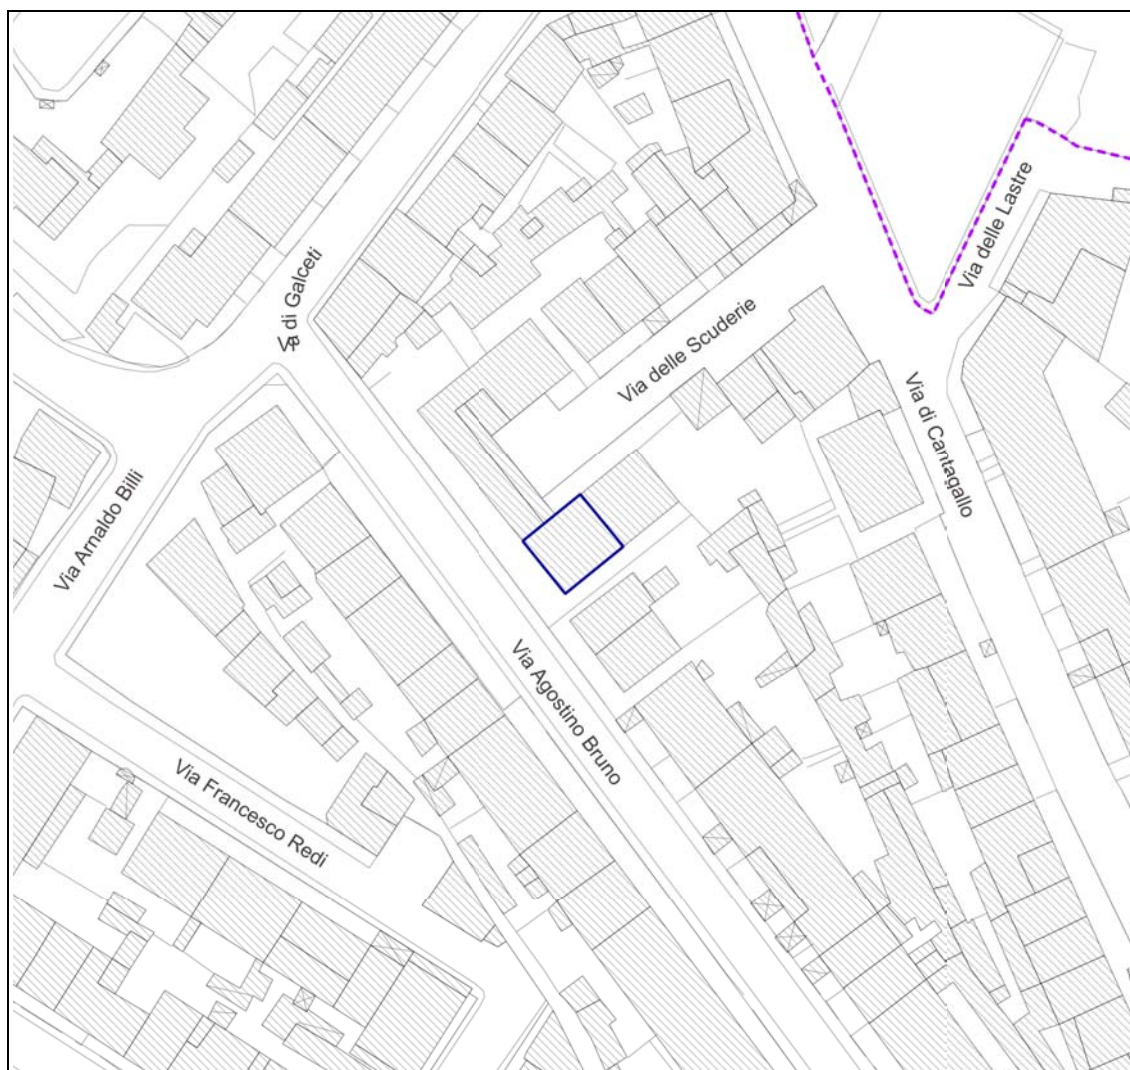 Via delle Lastre
Via di Galceti
Via delle Scuderie
Via di Cantagallo
Via Arnaldo Billi
Via Agostino Bruno
Via Francesco Redi